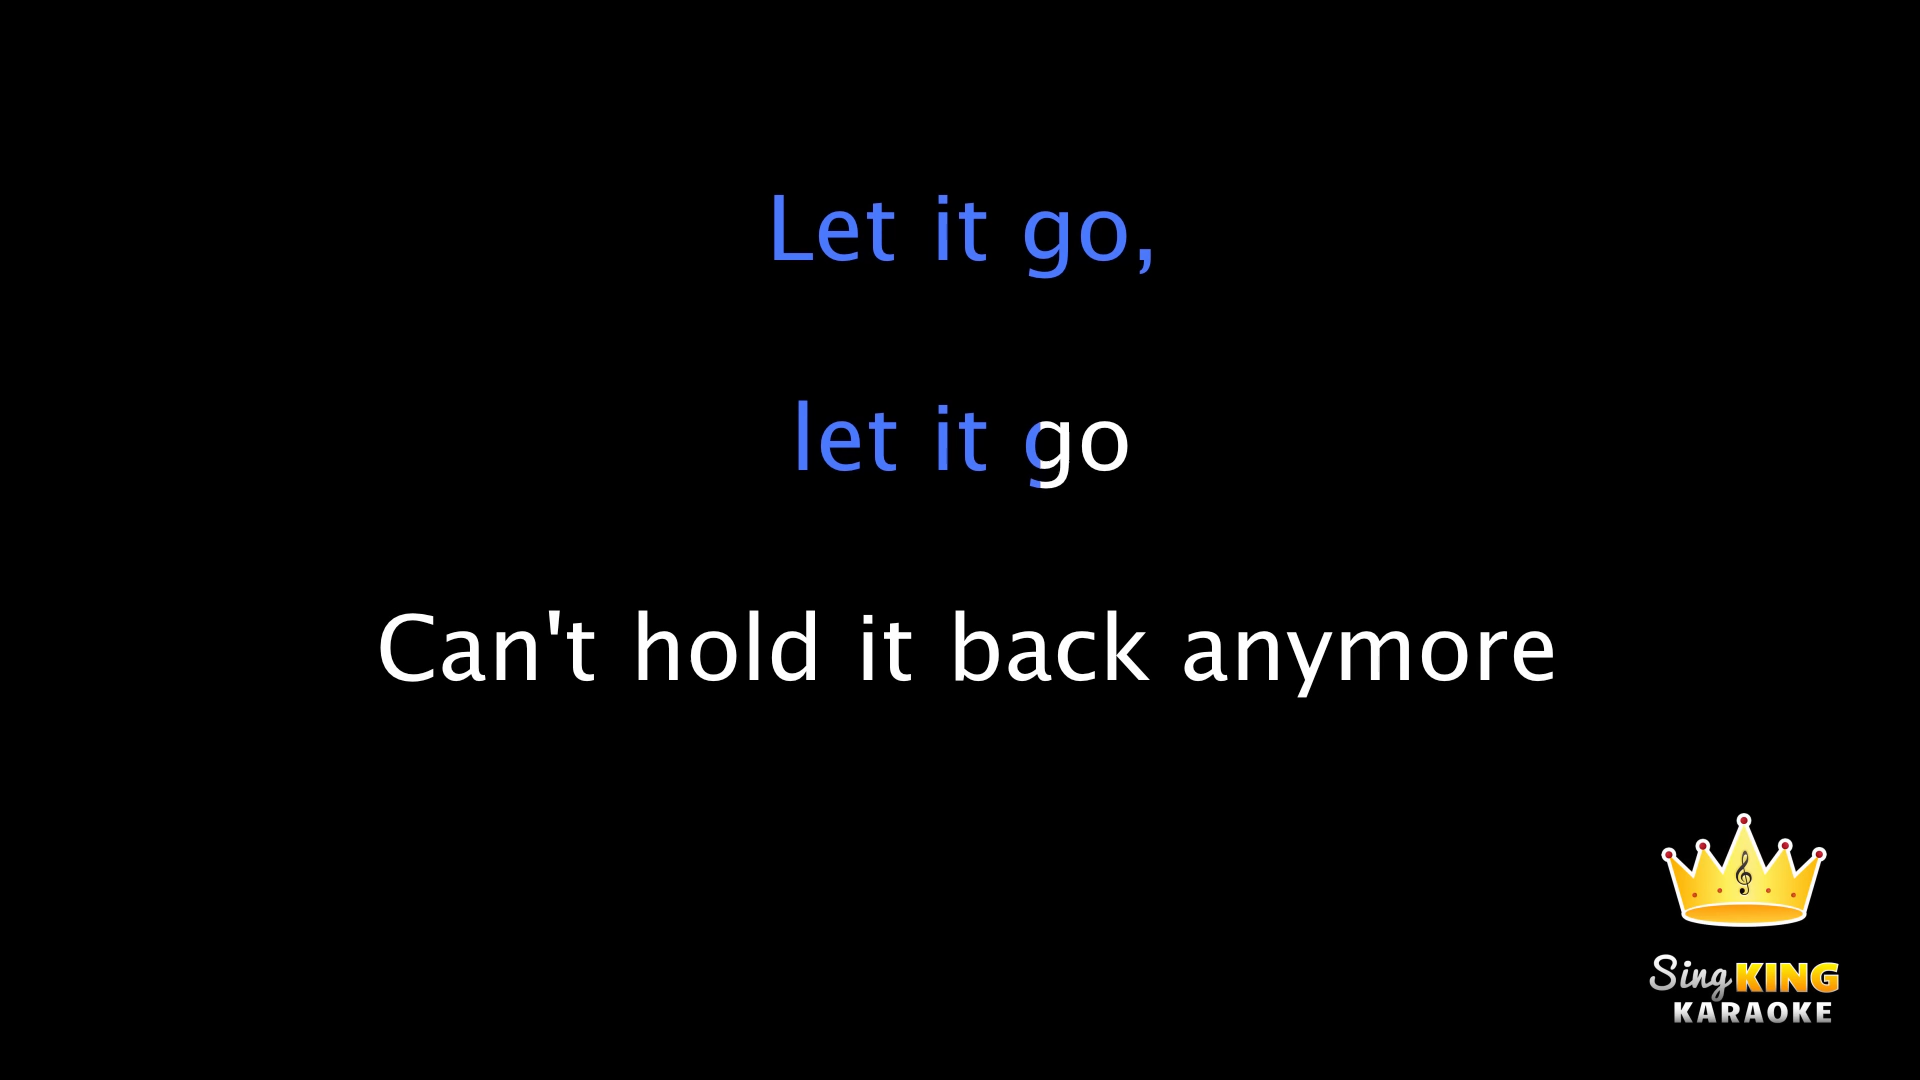 Let it go,
let it go
Can't hold it back anymore
Sing KING
KARAOKE